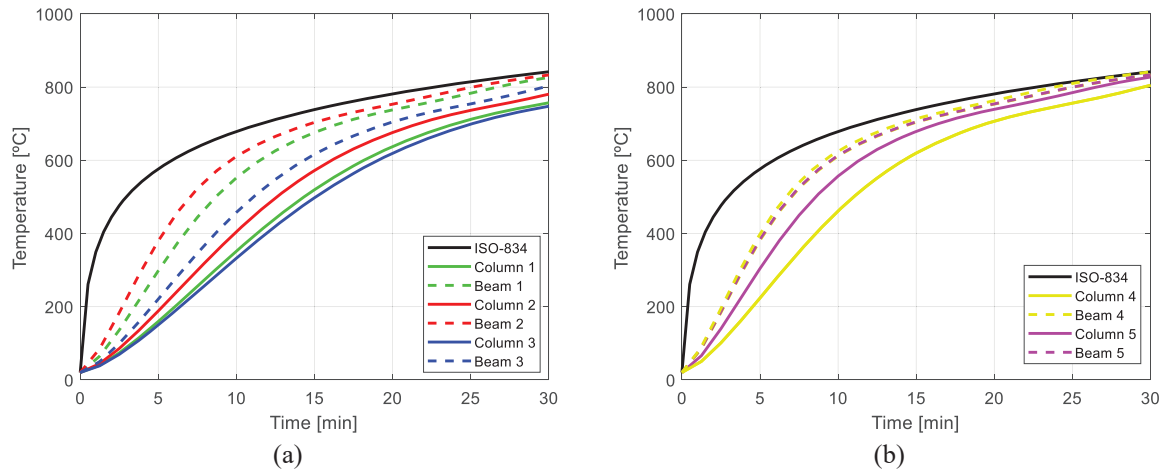 1000
800
600
400
200
0
0 5 10 15 20 25 30
Temperature [ºC]
Time [min]
ISO-834
Column 1
Beam 1
Column 2
Beam 2
Column 3
Beam 3
(a)
1000
800
600
400
200
0
0 5 10 15 20 25 30
Temperature [ºC]
Time [min]
ISO-834
Column 4
Beam 4
Column 5
Beam 5
(b)